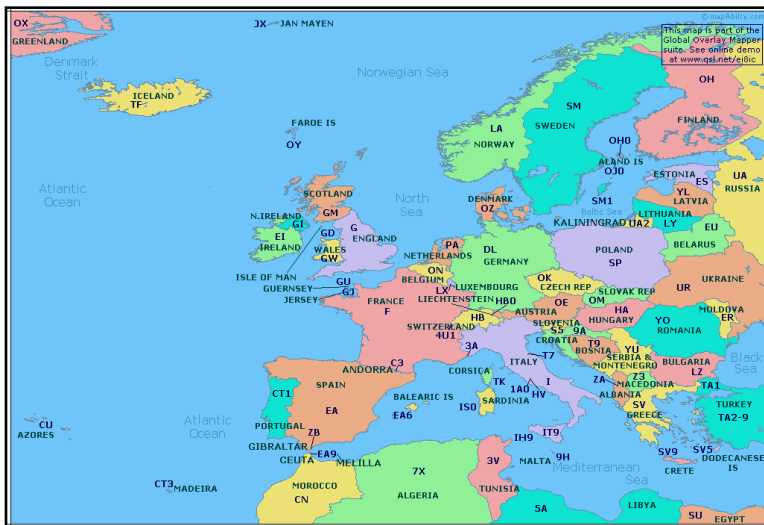 © mapAbility.com
This map is part of the
Global Overlay Mapper
suite. See online demo
at www.qsl.net/ei8ic
OX
GREENLAND
JX
JAN MAYEN
Denmark
Strait
Norwegian Sea
ICELAND
TF
FAROE IS
OY
LA
NORWAY
SM
SWEDEN
OH
FINLAND
OH0
ALAND IS
OJ0
SM1
Baltic Sea
ESTONIA
ES
YL
LATVIA
LITHUANIA
LY
UA
RUSSIA
KALININGRAD
UA2
EU
BELARUS
Atlantic
Ocean
North
Sea
SCOTLAND
GM
N.IRELAND
GI
GD
EI
IRELAND
G
ENGLAND
WALES
GW
ISLE OF MAN
GUERNSEY
GU
JERSEY
GJ
DENMARK
OZ
PA
NETHERLANDS
ON
BELGIUM
DL
GERMANY
LX
LUXEMBOURG
LIECHTENSTEIN
HB0
POLAND
SP
OK
CZECH REP
OM
SLOVAK REP
UKRAINE
UR
MOLDOVA
ER
FRANCE
F
SWITZERLAND
4U1
HB
OE
AUSTRIA
SLOVENIA
S5
9A
CROATIA
HA
HUNGARY
YO
ROMANIA
T9
BOSNIA
YU
SERBIA &
MONTENEGRO
BULGARIA
LZ
Black
Sea
3A
T7
ITALY
I
1A0
HV
ANDORRA
C3
CORSICA
TK
IS0
SARDINIA
ZA
ALBANIA
Z3
MACEDONIA
SV
GREECE
TA1
TURKEY
TA2-9
CT1
PORTUGAL
SPAIN
EA
BALEARIC IS
EA6
Atlantic
Ocean
CU
AZORES
ZB
GIBRALTAR
CEUTA
EA9
MELILLA
IT9
IH9
9H
MALTA
Mediterranean
Sea
SV9
CRETE
SV5
DODECANESE
IS
CT3
MADEIRA
MOROCCO
CN
7X
ALGERIA
3V
TUNISIA
5A
LIBYA
SU
EGYPT